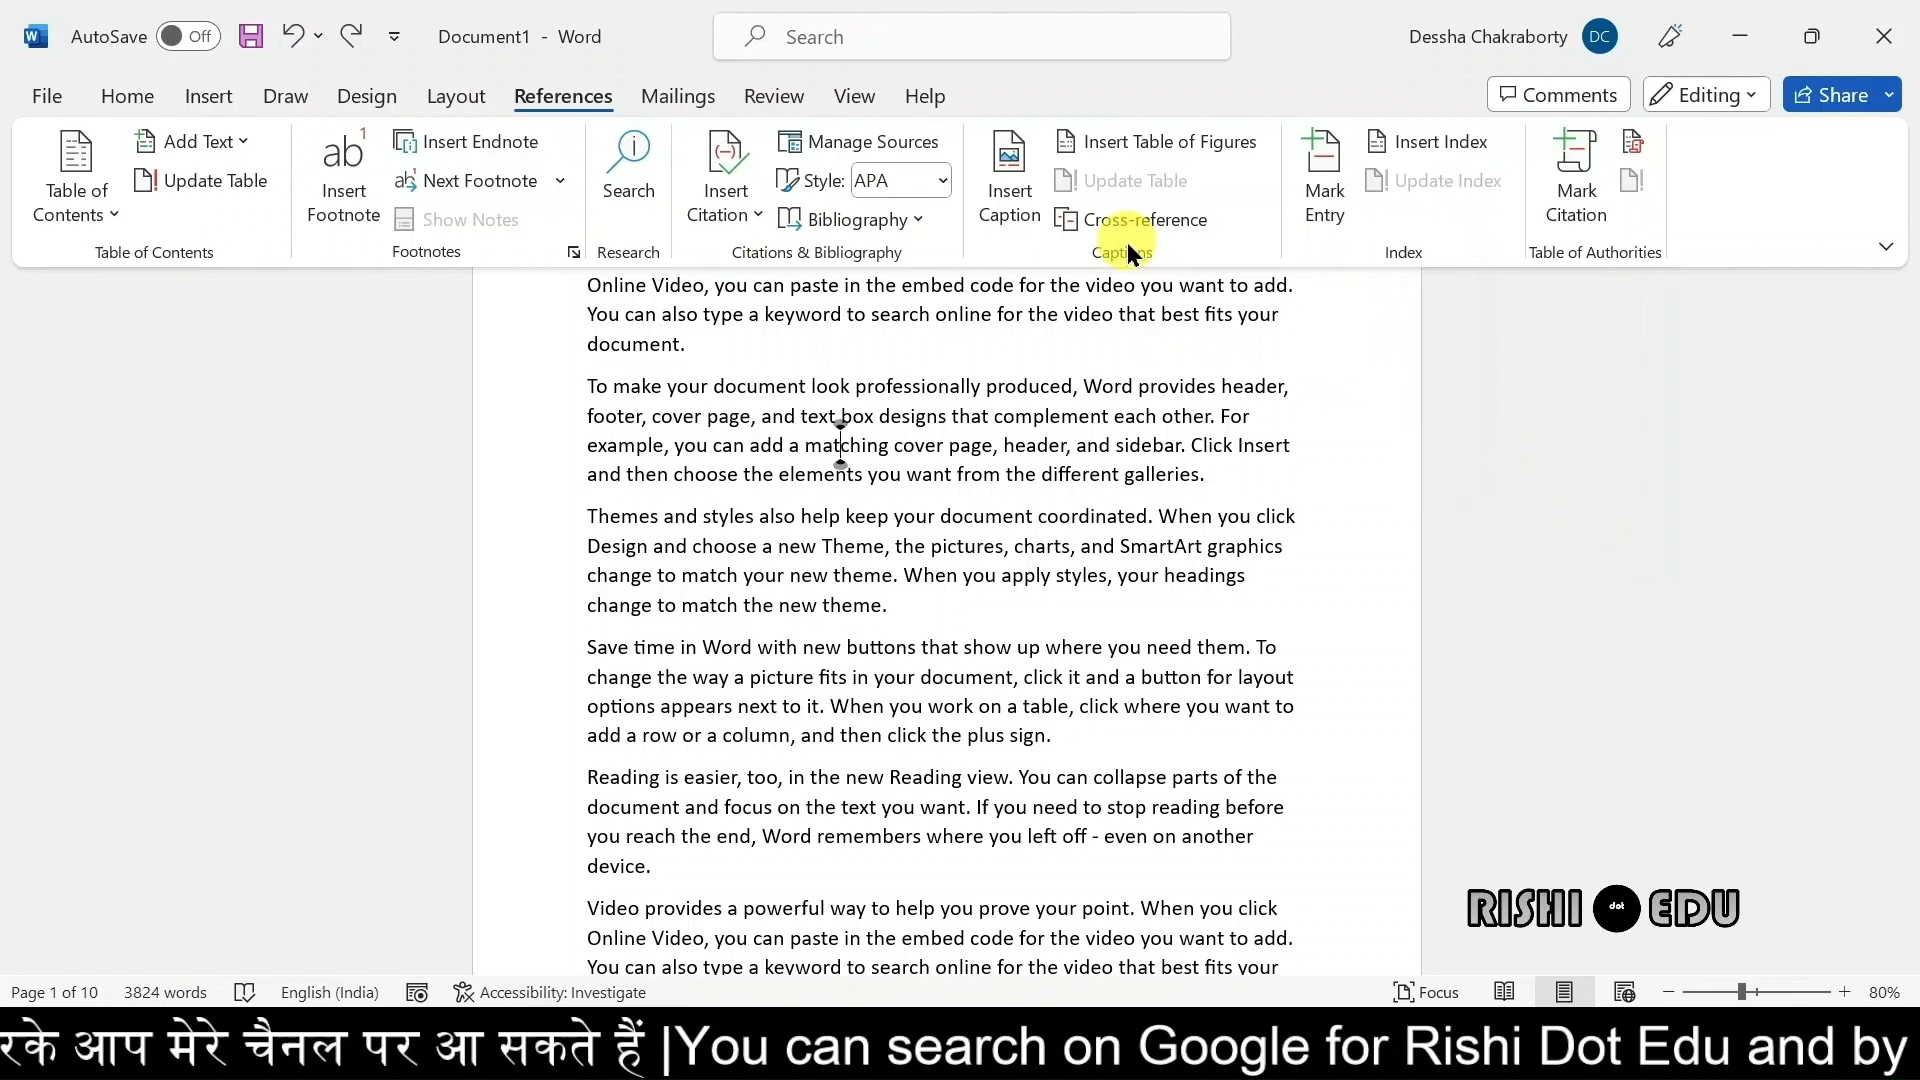 AutoSave Off Document1 - Word Search Dessha Chakraborty DC
File Home Insert Draw Design Layout References Mailings Review View Help Comments Editing Share
Table of Contents
Add Text
Update Table
Table of Contents
ab 1
Insert Footnote
Insert Endnote
Next Footnote
Show Notes
Footnotes
Search
Research
Insert Citation
Manage Sources
Style: APA
Bibliography
Citations & Bibliography
Insert Caption
Insert Table of Figures
Update Table
Cross-reference
Captions
Mark Entry
Insert Index
Update Index
Index
Mark Citation
Table of Authorities
Online Video, you can paste in the embed code for the video you want to add.
You can also type a keyword to search online for the video that best fits your
document.
To make your document look professionally produced, Word provides header,
footer, cover page, and text box designs that complement each other. For
example, you can add a matching cover page, header, and sidebar. Click Insert
and then choose the elements you want from the different galleries.
Themes and styles also help keep your document coordinated. When you click
Design and choose a new Theme, the pictures, charts, and SmartArt graphics
change to match your new theme. When you apply styles, your headings
change to match the new theme.
Save time in Word with new buttons that show up where you need them. To
change the way a picture fits in your document, click it and a button for layout
options appears next to it. When you work on a table, click where you want to
add a row or a column, and then click the plus sign.
Reading is easier, too, in the new Reading view. You can collapse parts of the
document and focus on the text you want. If you need to stop reading before
you reach the end, Word remembers where you left off - even on another
device.
Video provides a powerful way to help you prove your point. When you click
Online Video, you can paste in the embed code for the video you want to add.
You can also type a keyword to search online for the video that best fits your
RISHI dot EDU
Page 1 of 10 3824 words English (India) Accessibility: Investigate Focus 80%
रके आप मेरे चैनल पर आ सकते हैं |You can search on Google for Rishi Dot Edu and by